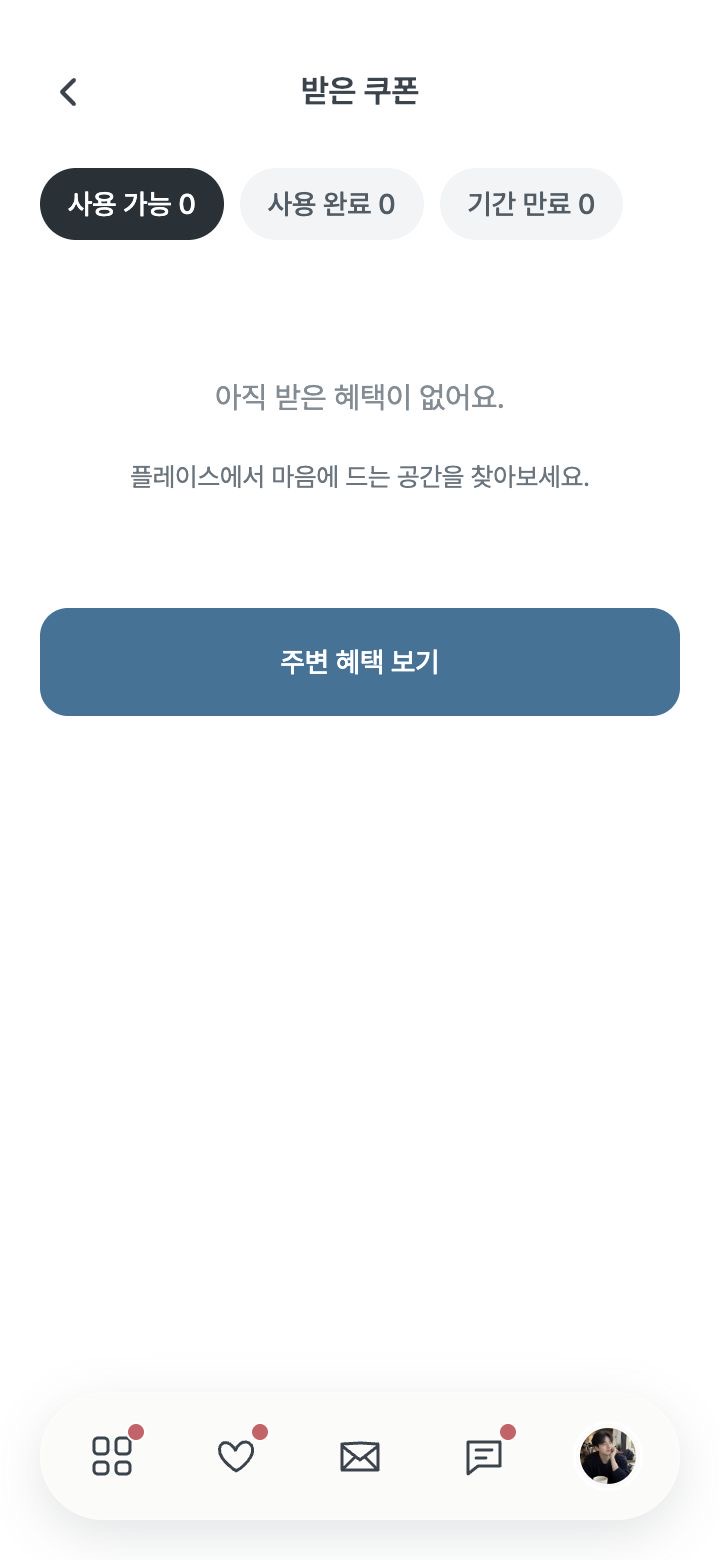 받은 쿠폰
사용 가능 0
사용 완료 0
기간 만료 0
아직 받은 혜택이 없어요.
플레이스에서 마음에 드는 공간을 찾아보세요.
주변 혜택 보기